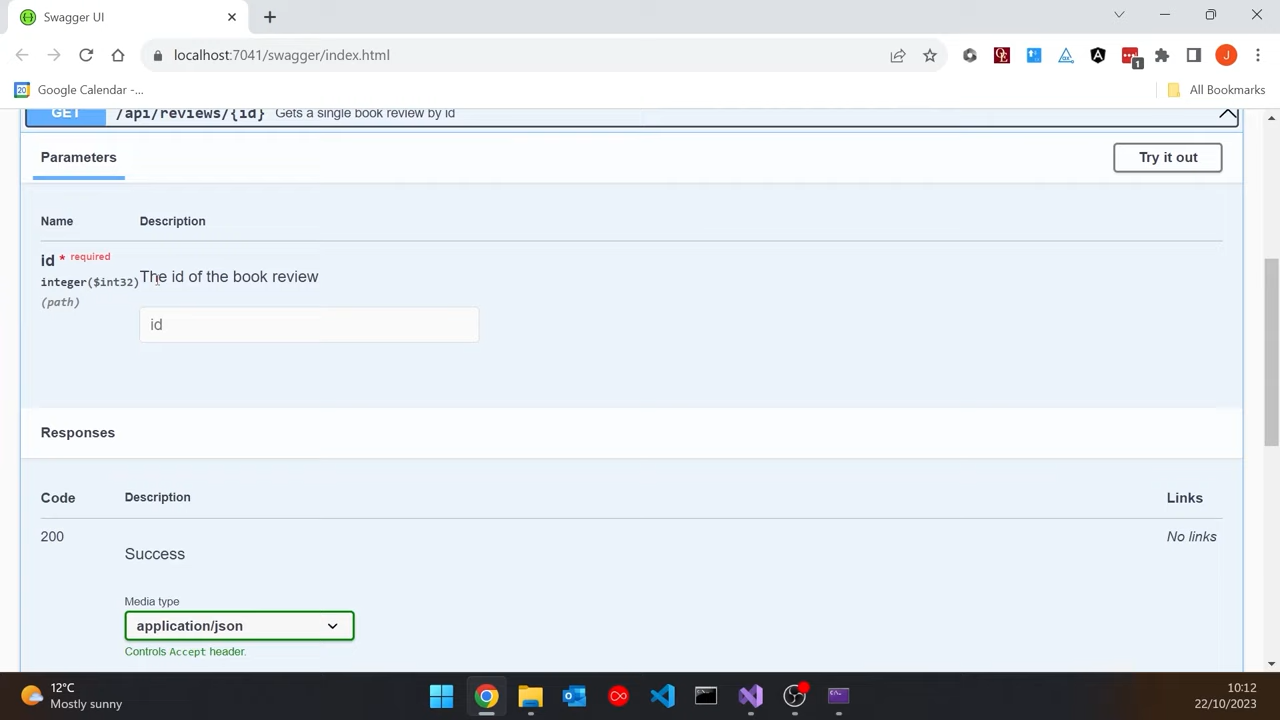 Swagger UI
localhost:7041/swagger/index.html
1
J
20 Google Calendar -...
All Bookmarks
GET /api/reviews/{id} Gets a single book review by id
Parameters
Try it out
Name Description
id * required
integer($int32)
(path)
The id of the book review
id
Responses
Code Description Links
200 No links
Success
Media type
application/json
Controls Accept header.
12°C
Mostly sunny
10:12
22/10/2023